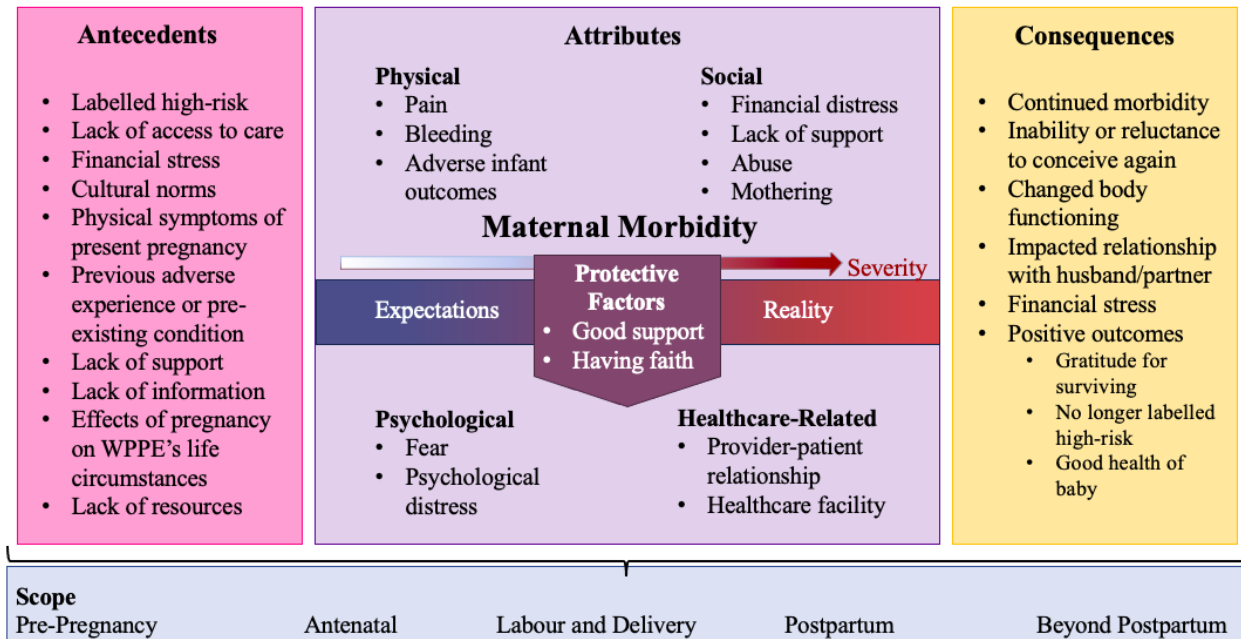 Antecedents
• Labelled high-risk
• Lack of access to care
• Financial stress
• Cultural norms
• Physical symptoms of
present pregnancy
• Previous adverse
experience or pre-
existing condition
• Lack of support
• Lack of information
• Effects of pregnancy
on WPPE's life
circumstances
• Lack of resources
Attributes
Physical
• Pain
• Bleeding
• Adverse infant
outcomes
Social
• Financial distress
• Lack of support
• Abuse
• Mothering
Maternal Morbidity
Severity
Expectations
Protective
Factors
• Good support
• Having faith
Reality
Psychological
• Fear
• Psychological
distress
Healthcare-Related
• Provider-patient
relationship
• Healthcare facility
Consequences
• Continued morbidity
• Inability or reluctance
to conceive again
• Changed body
functioning
• Impacted relationship
with husband/partner
• Financial stress
• Positive outcomes
• Gratitude for
surviving
• No longer labelled
high-risk
• Good health of
baby
Scope
Pre-Pregnancy Antenatal Labour and Delivery Postpartum Beyond Postpartum